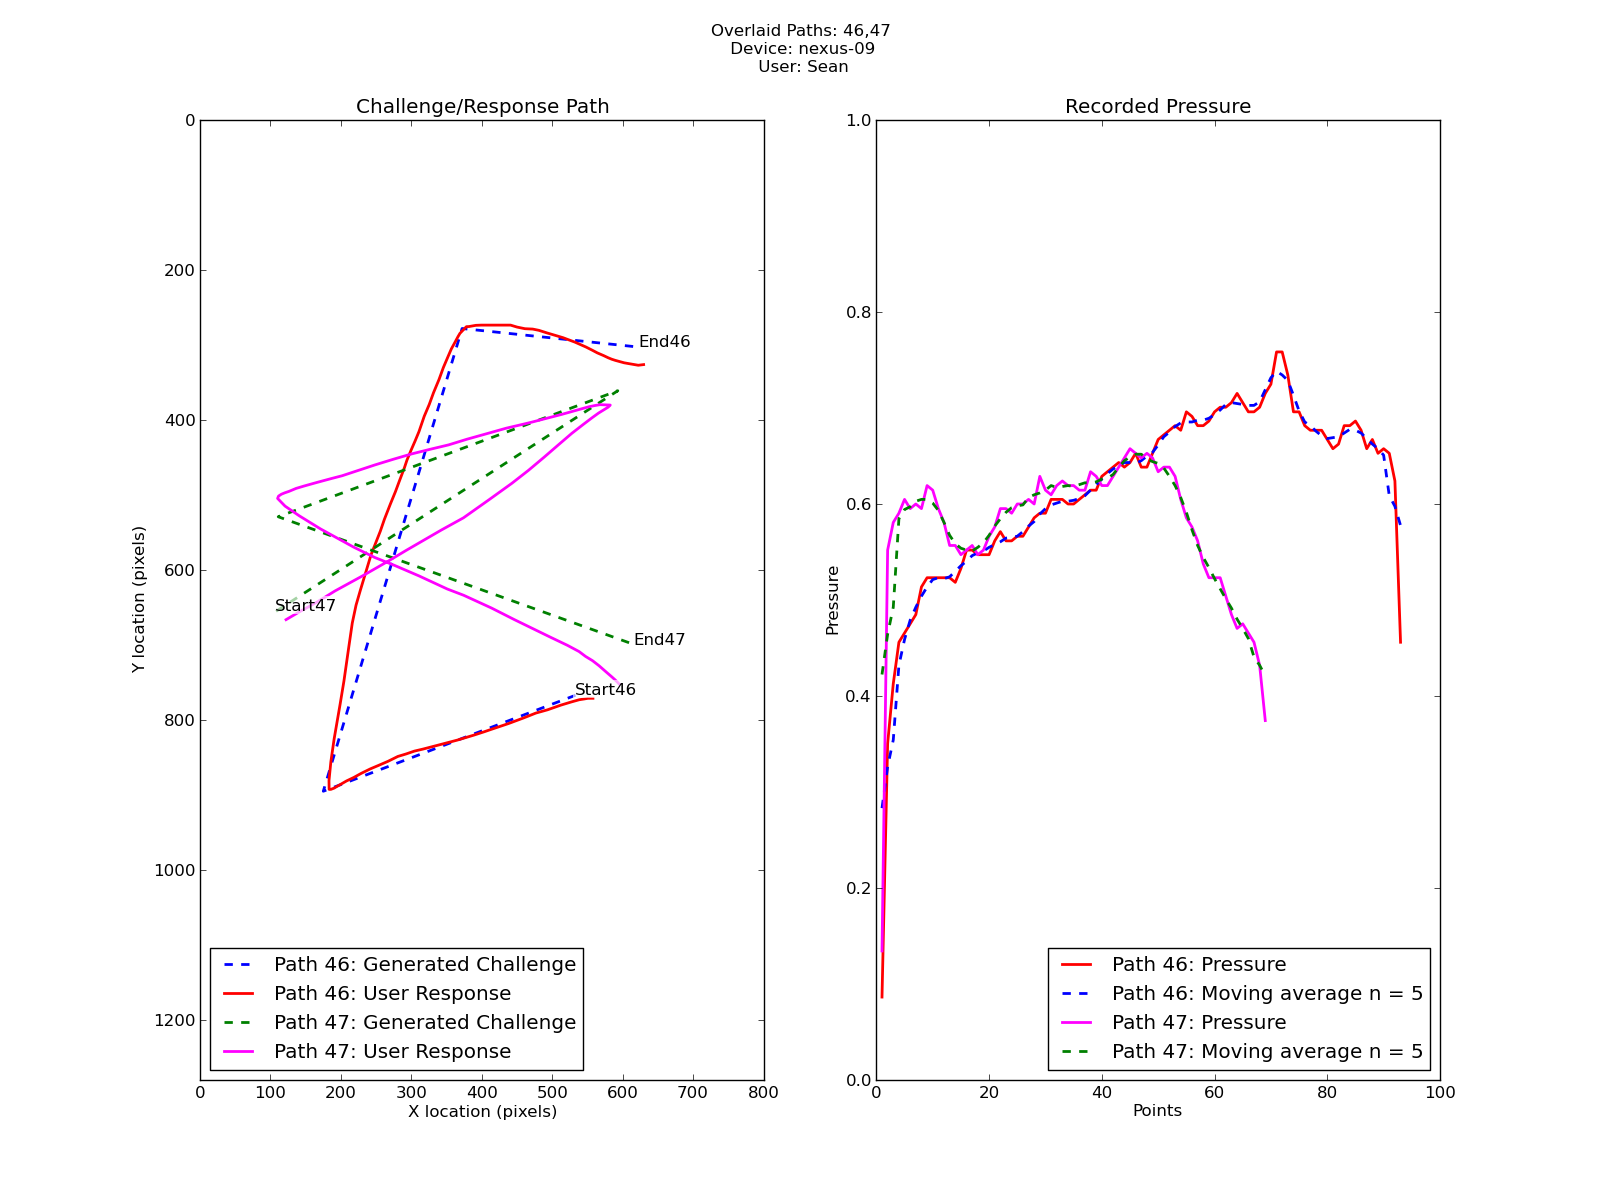 Overlaid Paths: 46,47
Device: nexus-09
User: Sean
Challenge/Response Path
0
200
400
600
800
1000
1200
Y location (pixels)
End46
Start47
End47
Start46
Path 46: Generated Challenge
Path 46: User Response
Path 47: Generated Challenge
Path 47: User Response
0 100 200 300 400 500 600 700 800
X location (pixels)
Recorded Pressure
1.0
0.8
0.6
0.4
0.2
0.0
Pressure
Path 46: Pressure
Path 46: Moving average n = 5
Path 47: Pressure
Path 47: Moving average n = 5
0 20 40 60 80 100
Points